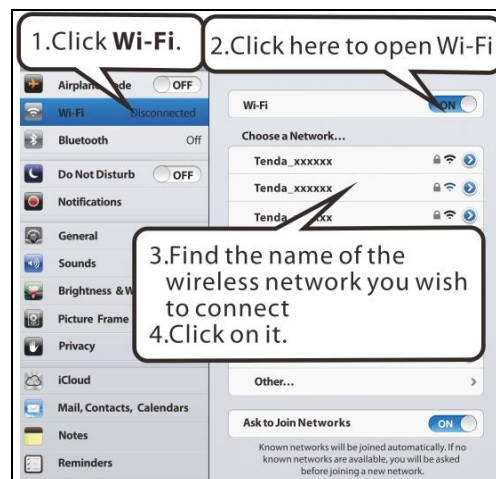 1.Click Wi-Fi.
2.Click here to open Wi-Fi
Airplane Mode OFF
Wi-Fi Disconnected
Bluetooth Off
Do Not Disturb OFF
Notifications
General
Sounds
Brightness & W
Picture Frame
Privacy
iCloud
Mail, Contacts, Calendars
Notes
Reminders
Wi-Fi ON
Choose a Network...
Tenda_xxxxxx
Tenda_xxxxxx
Tenda_xxxxxx
3.Find the name of the
wireless network you wish
to connect
4.Click on it.
Other...
Ask to Join Networks ON
Known networks will be joined automatically. If no
known networks are available, you will be asked
before joining a new network.